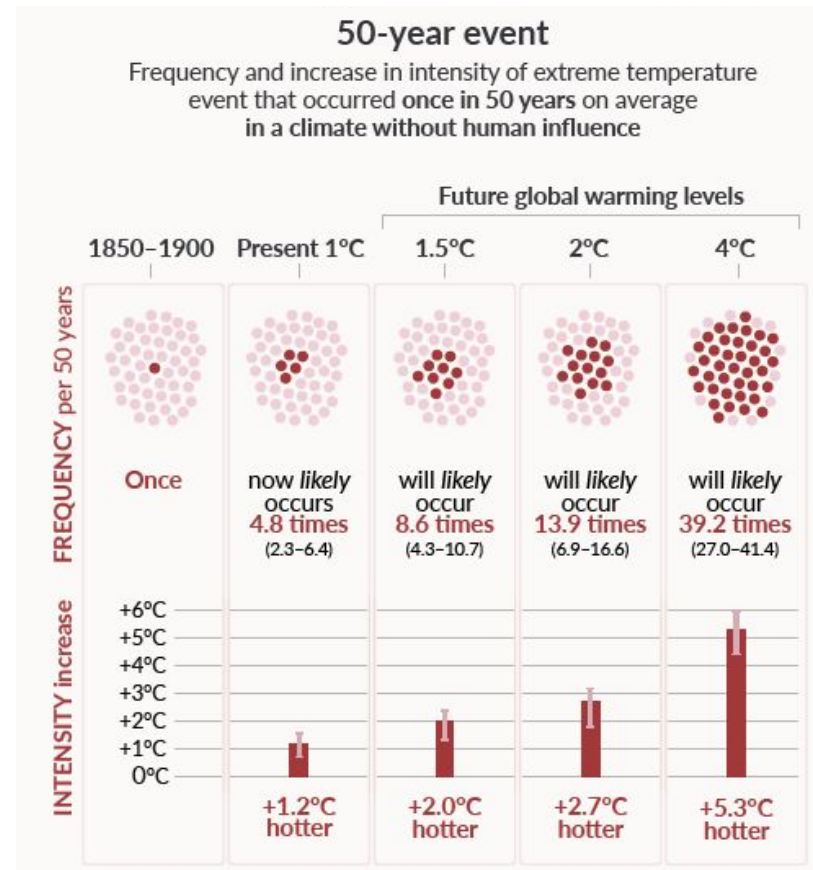 50-year event
Frequency and increase in intensity of extreme temperature
event that occurred once in 50 years on average
in a climate without human influence
Future global warming levels
1850–1900
Present 1°C
1.5°C
2°C
4°C
FREQUENCY per 50 years
Once
now likely
occurs
4.8 times
(2.3–6.4)
will likely
occur
8.6 times
(4.3–10.7)
will likely
occur
13.9 times
(6.9–16.6)
will likely
occur
39.2 times
(27.0–41.4)
INTENSITY increase
+6°C
+5°C
+4°C
+3°C
+2°C
+1°C
0°C
+1.2°C
hotter
+2.0°C
hotter
+2.7°C
hotter
+5.3°C
hotter